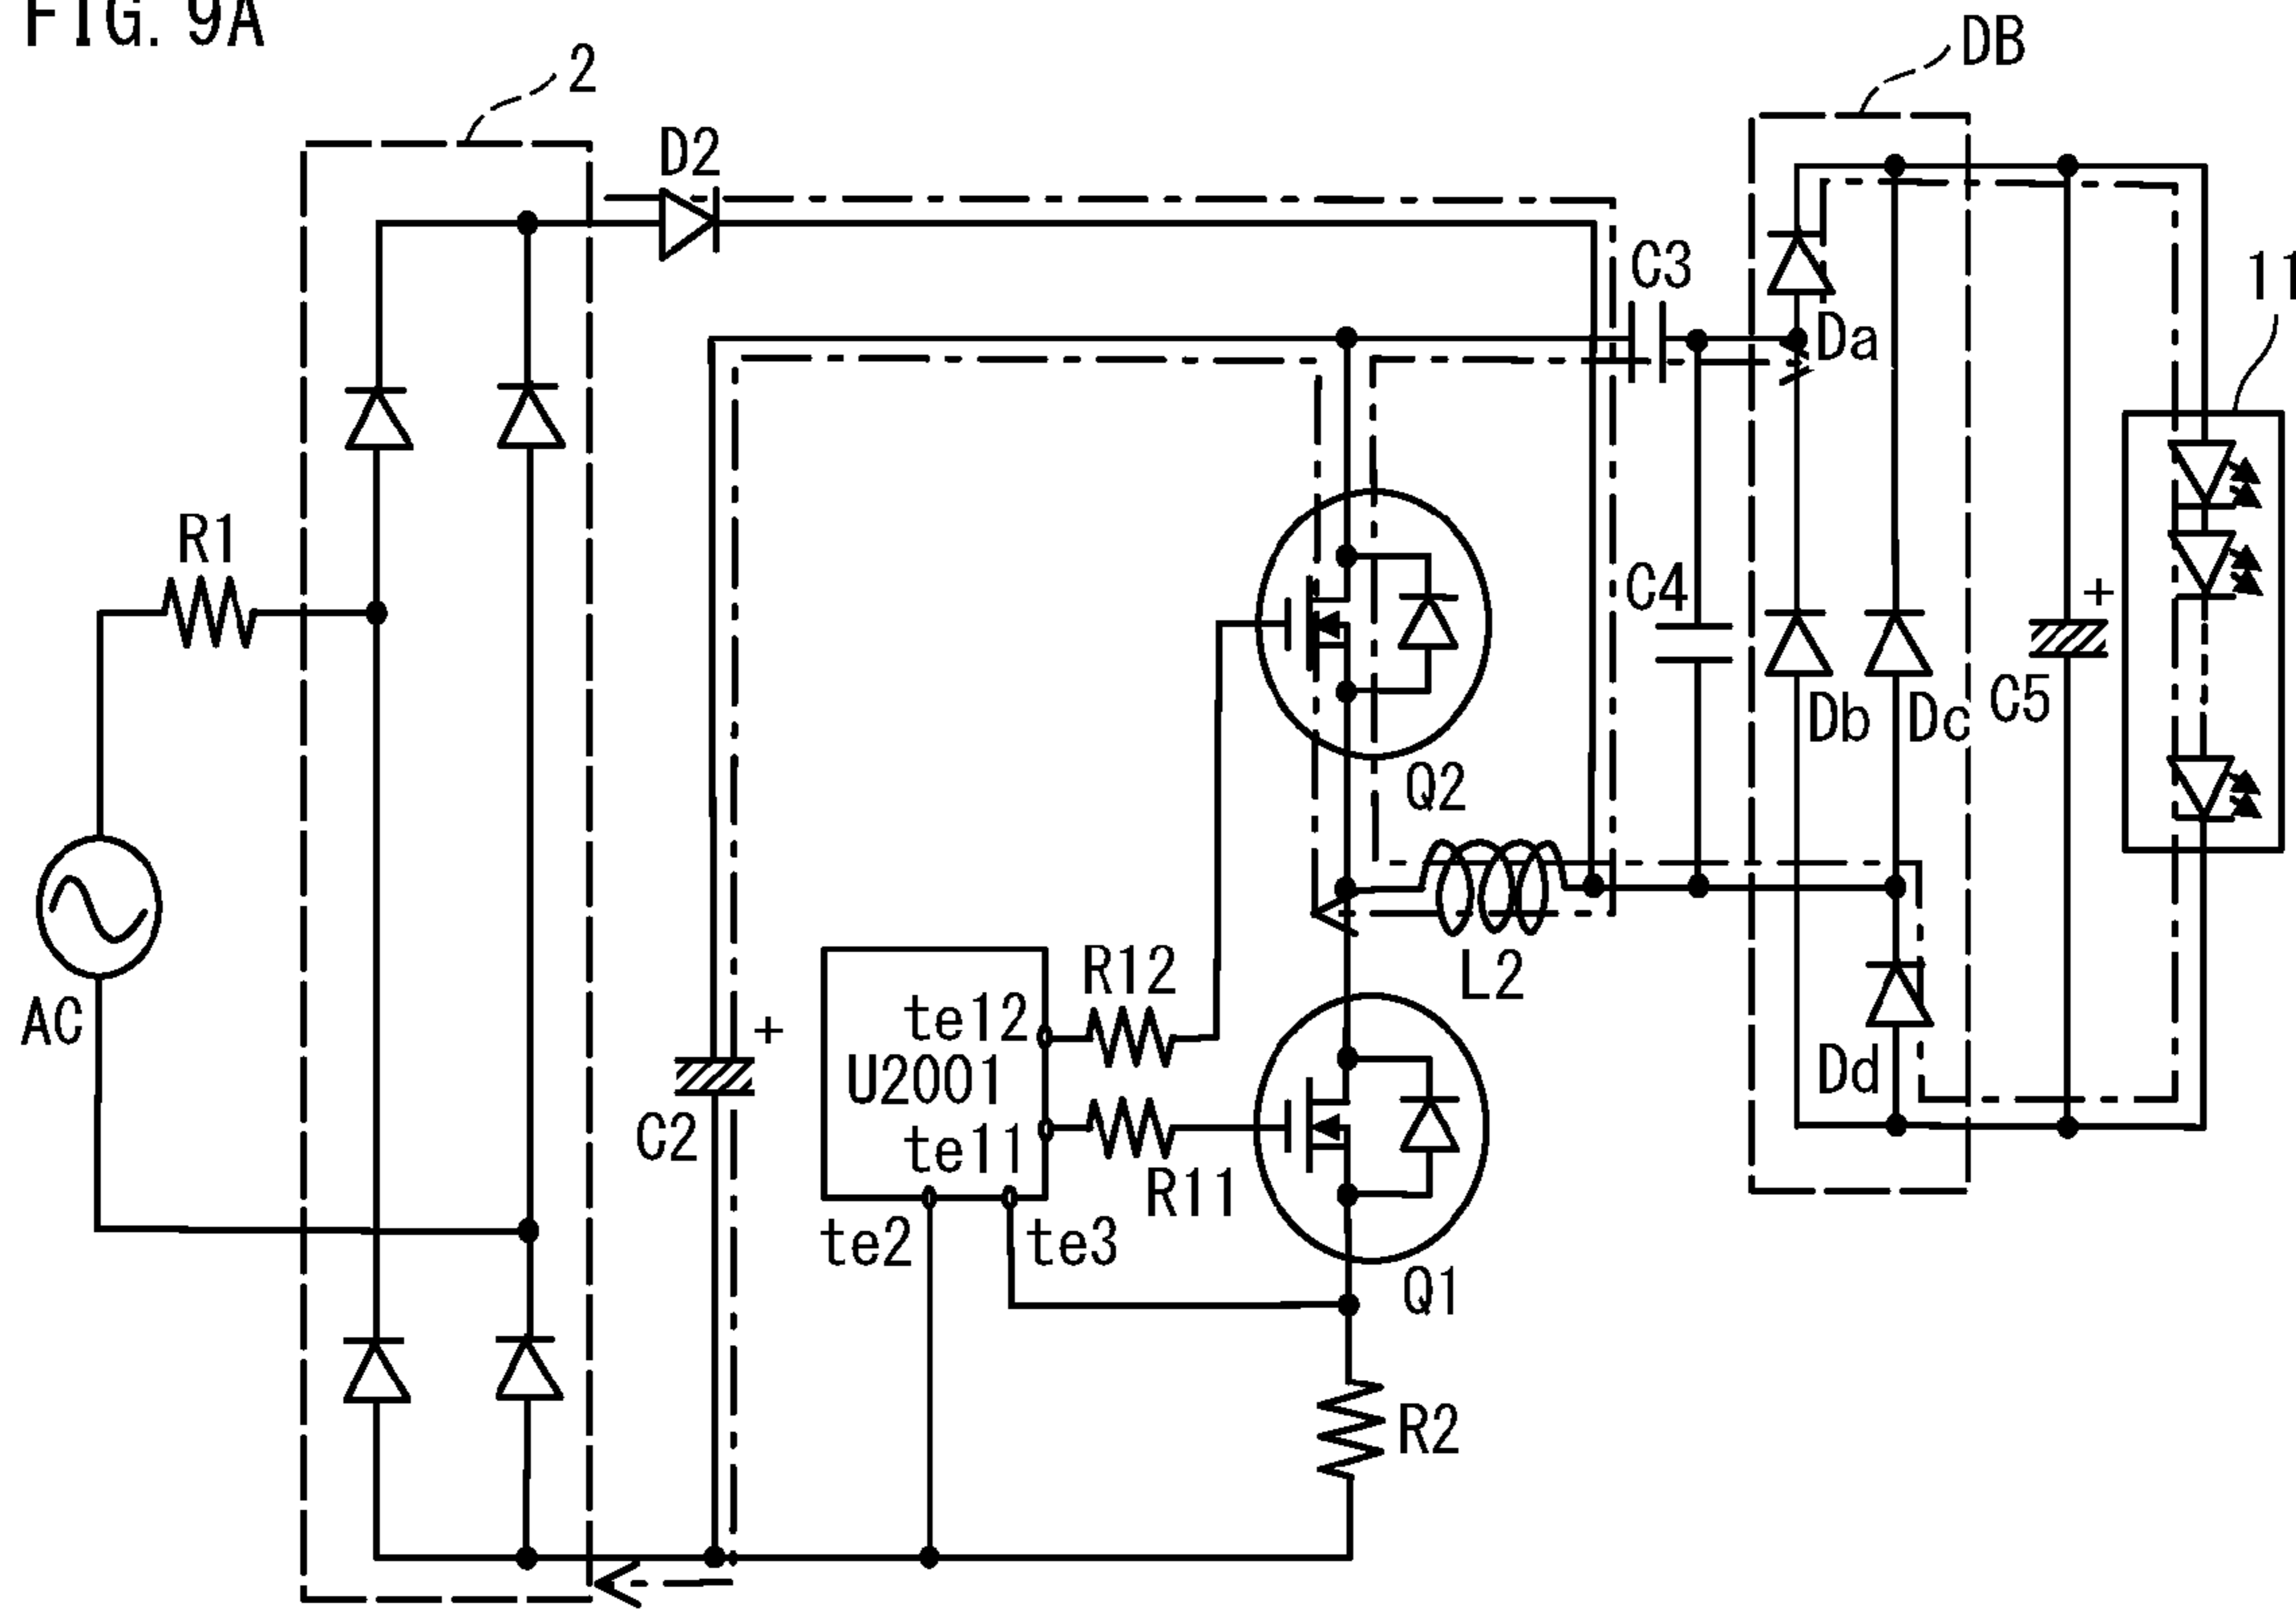 FIG. 9A
2
DB
D2
C3
11
Da
R1
C4
+
C5
Db
Dc
Q2
AC
R12
L2
te12
+
U2001
Dd
C2
te11
R11
te2
te3
Q1
R2